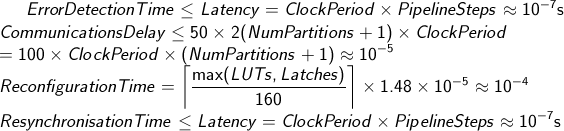 ErrorDetectionTime ≤ Latency = ClockPeriod × PipelineSteps ≈ 10⁻⁷s
CommunicationsDelay ≤ 50 × 2(NumPartitions + 1) × ClockPeriod
= 100 × ClockPeriod × (NumPartitions + 1) ≈ 10⁻⁵
ReconfigurationTime = ⌈max(LUTs, Latches) / 160⌉ × 1.48 × 10⁻⁵ ≈ 10⁻⁴
ResynchronisationTime ≤ Latency = ClockPeriod × PipelineSteps ≈ 10⁻⁷s